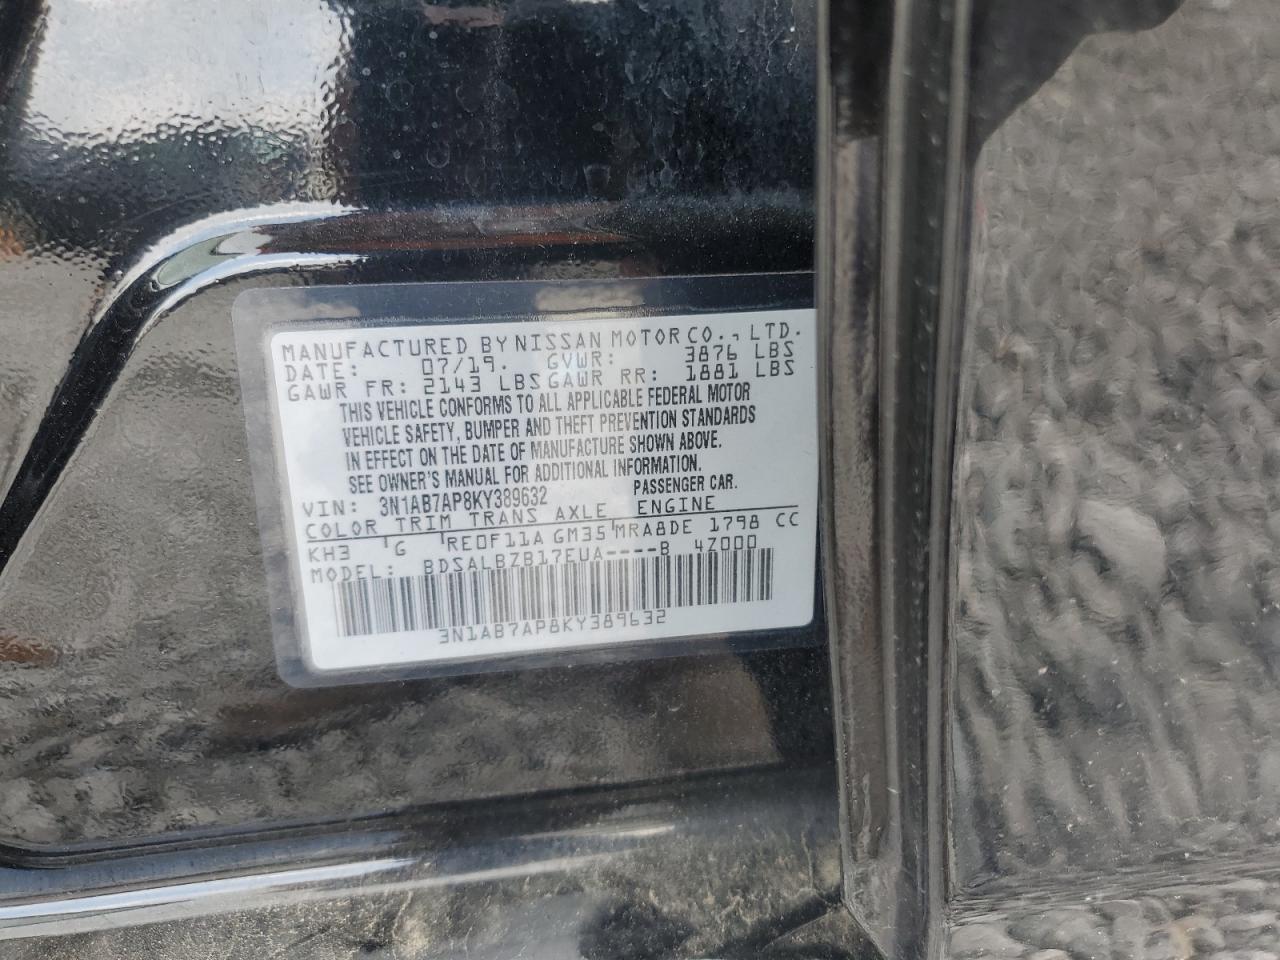 MANUFACTURED BY NISSAN MOTOR CO., LTD.
DATE: 07/19. GVWR: 3876 LBS
GAWR FR: 2143 LBS GAWR RR: 1881 LBS
THIS VEHICLE CONFORMS TO ALL APPLICABLE FEDERAL MOTOR
VEHICLE SAFETY, BUMPER AND THEFT PREVENTION STANDARDS
IN EFFECT ON THE DATE OF MANUFACTURE SHOWN ABOVE.
SEE OWNER'S MANUAL FOR ADDITIONAL INFORMATION.
VIN: 3N1AB7AP8KY389632 PASSENGER CAR.
COLOR TRIM TRANS AXLE ENGINE
KH3 G RE0F11A GM35 MRA8DE 1798 CC
MODEL: BDSALBZB17EUA----B 4Z000
3N1AB7AP8KY389632